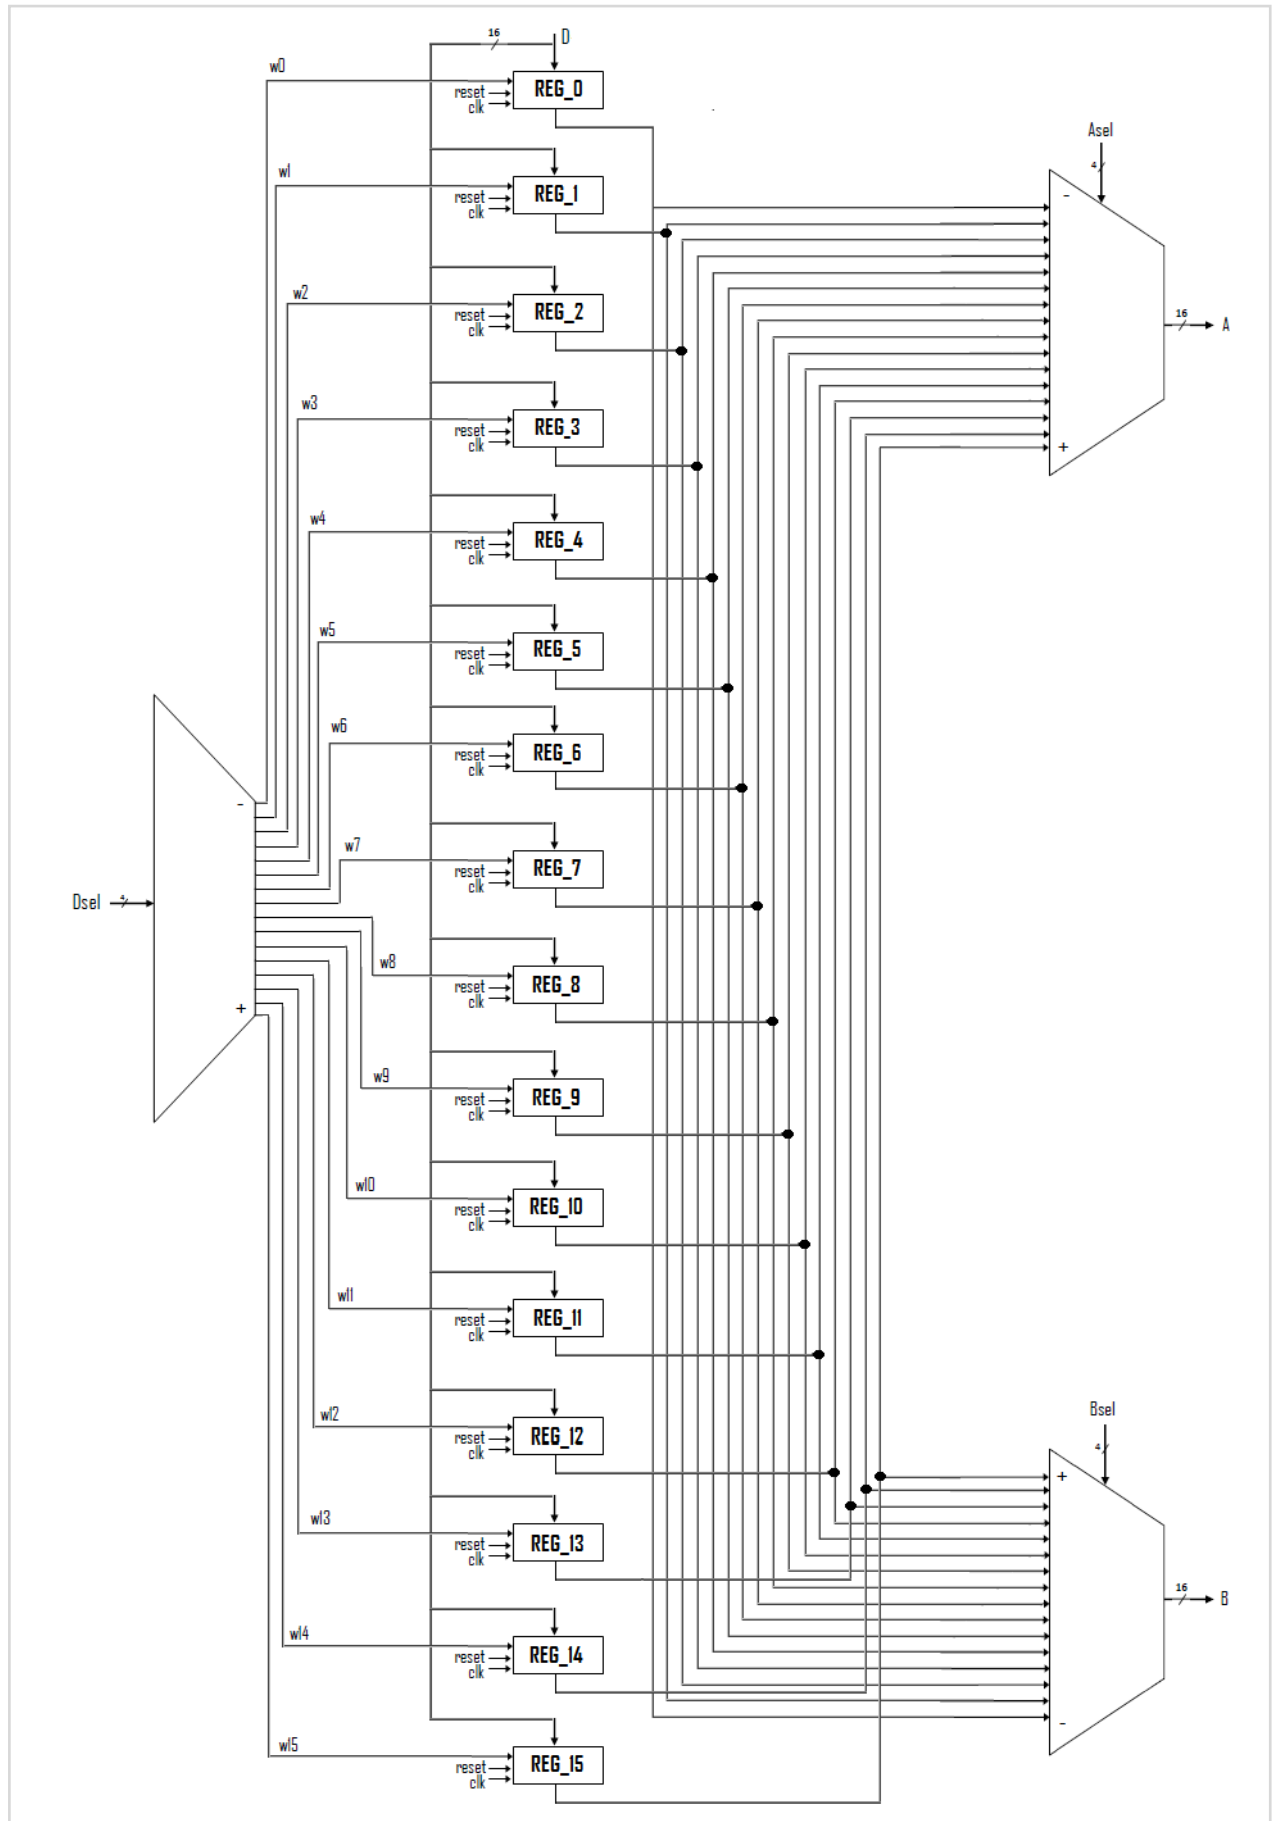 16
D
w0
REG_0
reset
clk
Asel
4
-
w1
REG_1
reset
clk
w2
REG_2
reset
clk
16
A
w3
REG_3
reset
clk
+
w4
REG_4
reset
clk
w5
REG_5
reset
clk
w6
REG_6
reset
clk
-
w7
REG_7
reset
clk
Dsel
4
w8
REG_8
reset
clk
+
w9
REG_9
reset
clk
w10
REG_10
reset
clk
w11
REG_11
reset
clk
w12
REG_12
reset
clk
Bsel
4
+
w13
REG_13
reset
clk
16
B
w14
REG_14
reset
clk
-
w15
REG_15
reset
clk